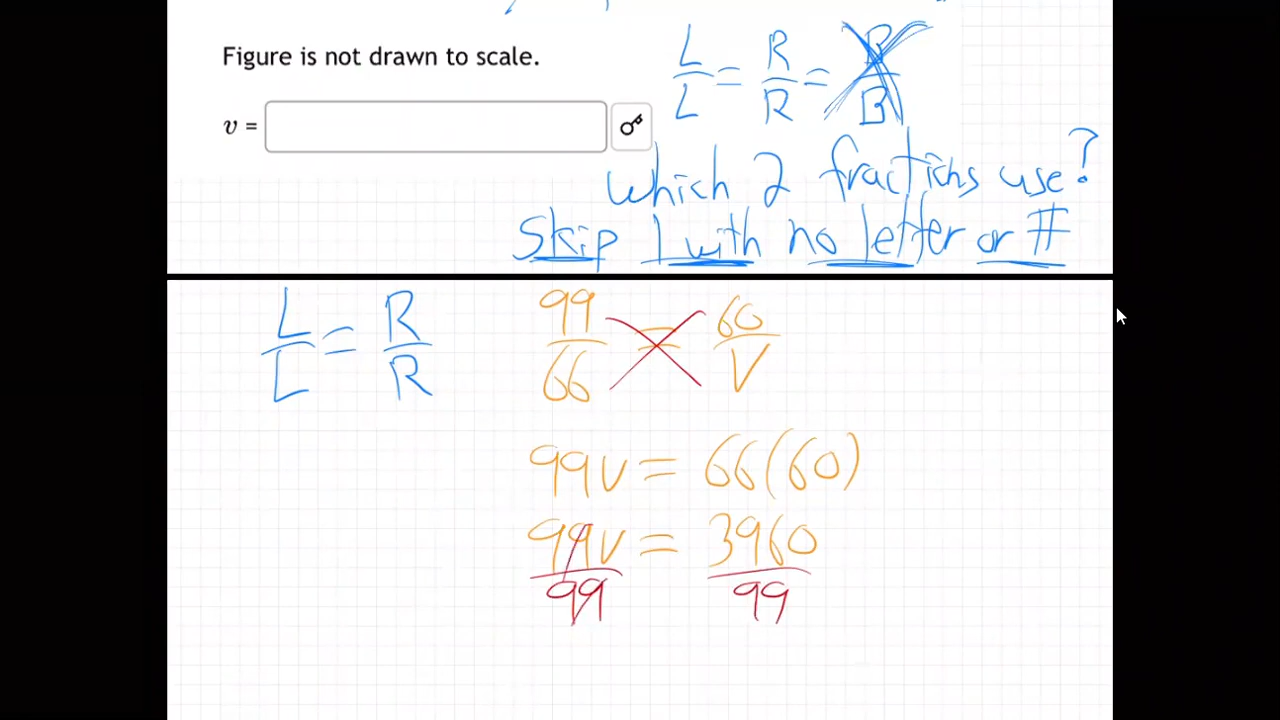 Figure is not drawn to scale.
L/L = R/R = B/B
v =
which 2 fractions use?
Skip 1 with no letter or #
L/L = R/R 99/66 = 60/V
99v = 66(60)
99v/99 = 3960/99